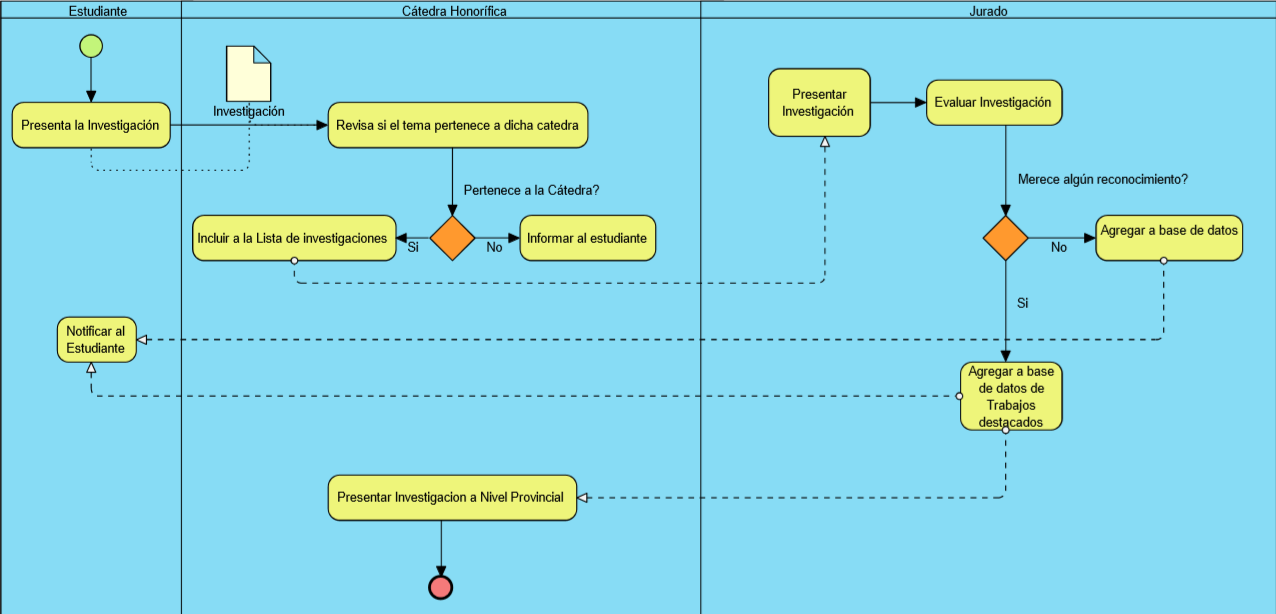 Estudiante
Cátedra Honorífica
Jurado
Investigación
Presenta la Investigación
Revisa si el tema pertenece a dicha catedra
Presentar
Investigación
Evaluar Investigación
Pertenece a la Cátedra?
Merece algún reconocimiento?
Incluir a la Lista de investigaciones
Si
No
Informar al estudiante
No
Agregar a base de datos
Si
Notificar al
Estudiante
Agregar a base
de datos de
Trabajos
destacados
Presentar Investigacion a Nivel Provincial